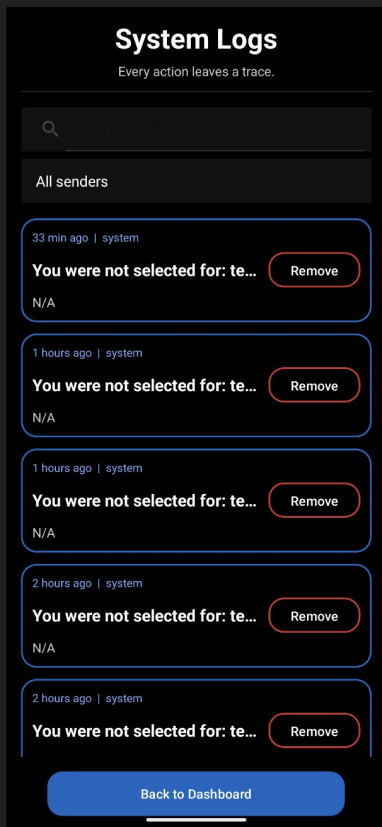 System Logs
Every action leaves a trace.
Search logs
All senders
33 min ago | system
You were not selected for: te...
Remove
N/A
1 hours ago | system
You were not selected for: te...
Remove
N/A
1 hours ago | system
You were not selected for: te...
Remove
N/A
2 hours ago | system
You were not selected for: te...
Remove
N/A
2 hours ago | system
You were not selected for: te...
Remove
Back to Dashboard